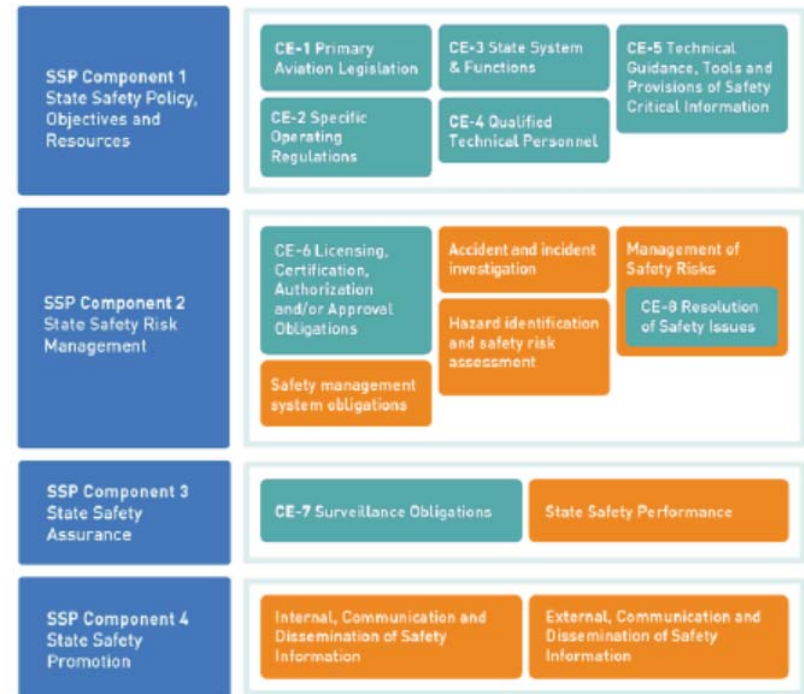 SSP Component 1
State Safety Policy,
Objectives and
Resources
CE-1 Primary
Aviation Legislation
CE-3 State System
& Functions
CE-5 Technical
Guidance, Tools and
Provisions of Safety
Critical Information
CE-2 Specific
Operating
Regulations
CE-4 Qualified
Technical Personnel
SSP Component 2
State Safety Risk
Management
CE-6 Licensing,
Certification,
Authorization
and/or Approval
Obligations
Accident and incident
investigation
Management of
Safety Risks
CE-8 Resolution
of Safety Issues
Hazard identification
and safety risk
assessment
Safety management
system obligations
SSP Component 3
State Safety
Assurance
CE-7 Surveillance Obligations
State Safety Performance
SSP Component 4
State Safety
Promotion
Internal, Communication and
Dissemination of Safety
Information
External, Communication and
Dissemination of Safety
Information